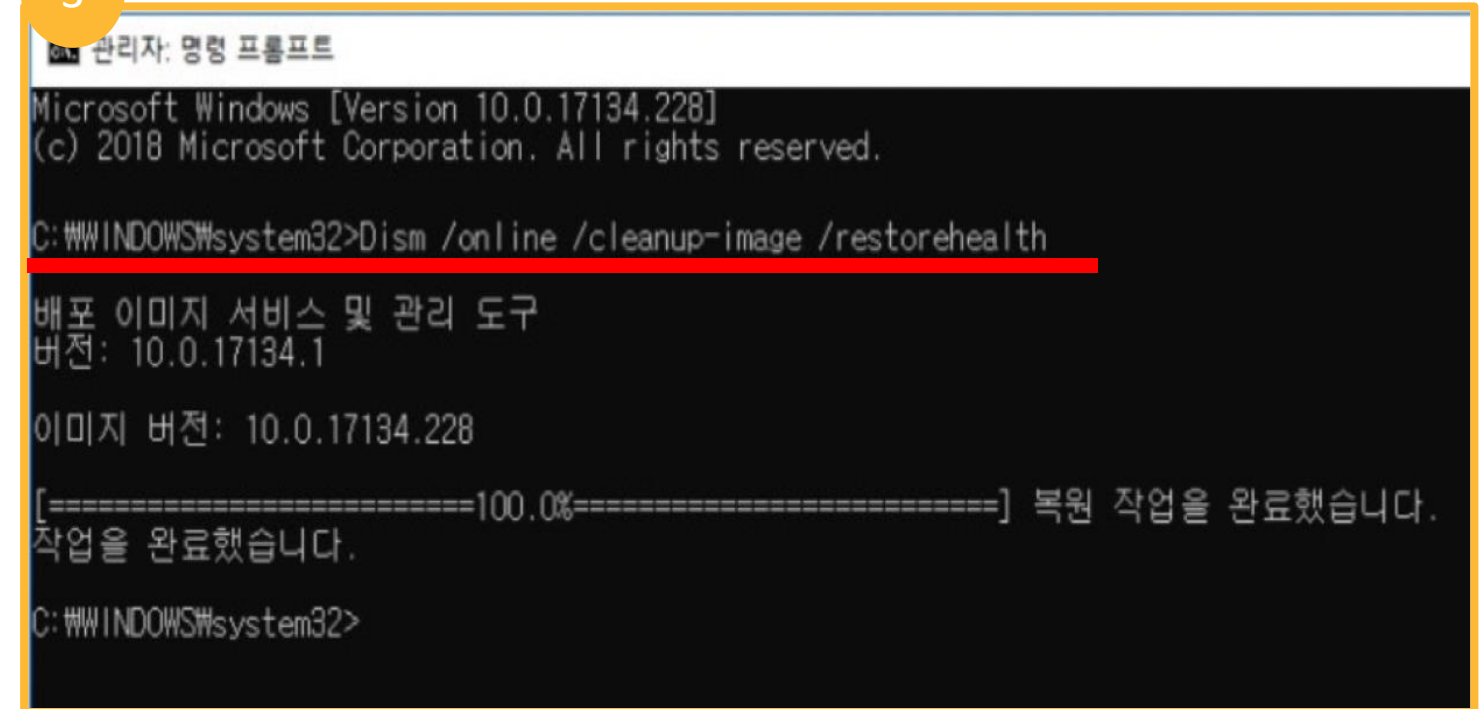 관리자: 명령 프롬프트
Microsoft Windows [Version 10.0.17134.228]
(c) 2018 Microsoft Corporation. All rights reserved.
C:₩WINDOWS₩system32>Dism /online /cleanup-image /restorehealth
배포 이미지 서비스 및 관리 도구
버전: 10.0.17134.1
이미지 버전: 10.0.17134.228
[==========================100.0%==========================] 복원 작업을 완료했습니다.
작업을 완료했습니다.
C:₩WINDOWS₩system32>